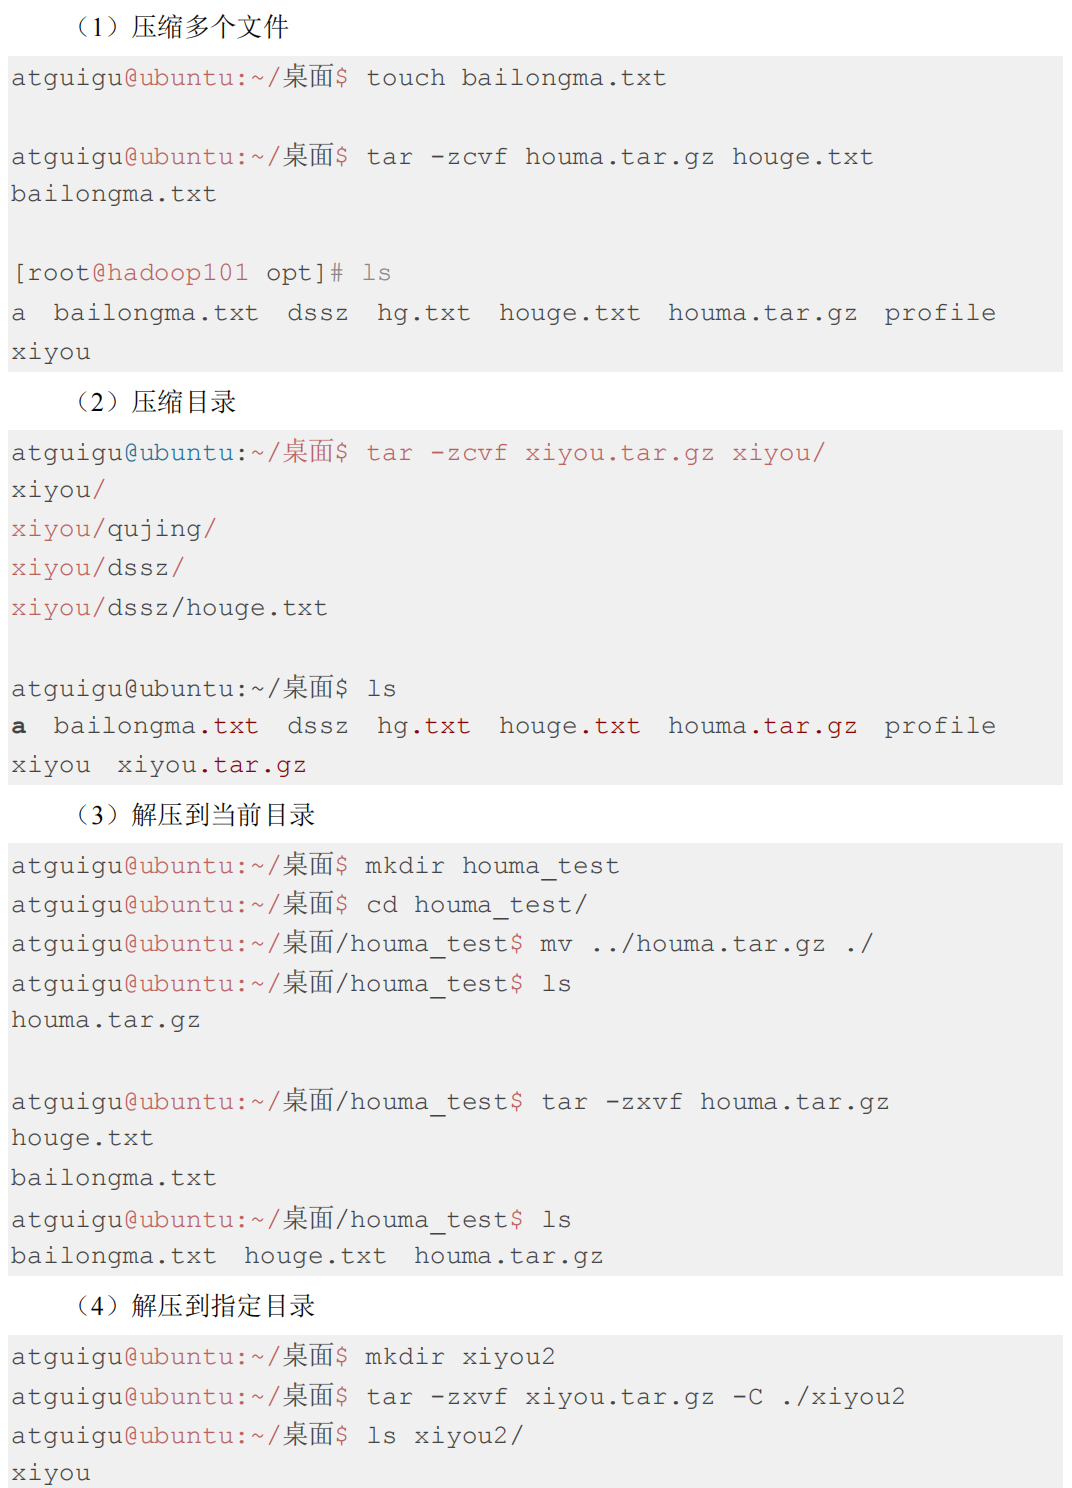 （1）压缩多个文件
atguigu@ubuntu:~/桌面$ touch bailongma.txt
atguigu@ubuntu:~/桌面$ tar -zcvf houma.tar.gz houge.txt
bailongma.txt
[root@hadoop101 opt]# ls
a bailongma.txt dssz hg.txt houge.txt houma.tar.gz profile
xiyou
（2）压缩目录
atguigu@ubuntu:~/桌面$ tar -zcvf xiyou.tar.gz xiyou/
xiyou/
xiyou/qujing/
xiyou/dssz/
xiyou/dssz/houge.txt
atguigu@ubuntu:~/桌面$ ls
a bailongma.txt dssz hg.txt houge.txt houma.tar.gz profile
xiyou xiyou.tar.gz
（3）解压到当前目录
atguigu@ubuntu:~/桌面$ mkdir houma_test
atguigu@ubuntu:~/桌面$ cd houma_test/
atguigu@ubuntu:~/桌面/houma_test$ mv ../houma.tar.gz ./
atguigu@ubuntu:~/桌面/houma_test$ ls
houma.tar.gz
atguigu@ubuntu:~/桌面/houma_test$ tar -zxvf houma.tar.gz
houge.txt
bailongma.txt
atguigu@ubuntu:~/桌面/houma_test$ ls
bailongma.txt houge.txt houma.tar.gz
（4）解压到指定目录
atguigu@ubuntu:~/桌面$ mkdir xiyou2
atguigu@ubuntu:~/桌面$ tar -zxvf xiyou.tar.gz -C ./xiyou2
atguigu@ubuntu:~/桌面$ ls xiyou2/
xiyou